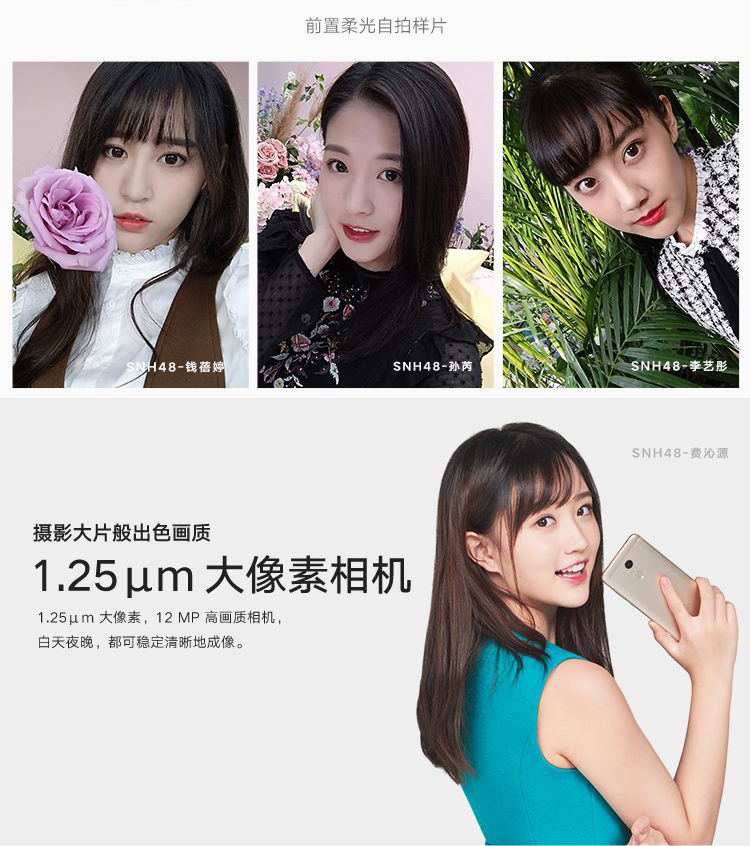 前置柔光自拍样片
SNH48-钱蓓婷
SNH48-孙芮
SNH48-李艺彤
SNH48-费沁源
摄影大片般出色画质
1.25μm 大像素相机
1.25μm 大像素，12 MP 高画质相机，
白天夜晚，都可稳定清晰地成像。